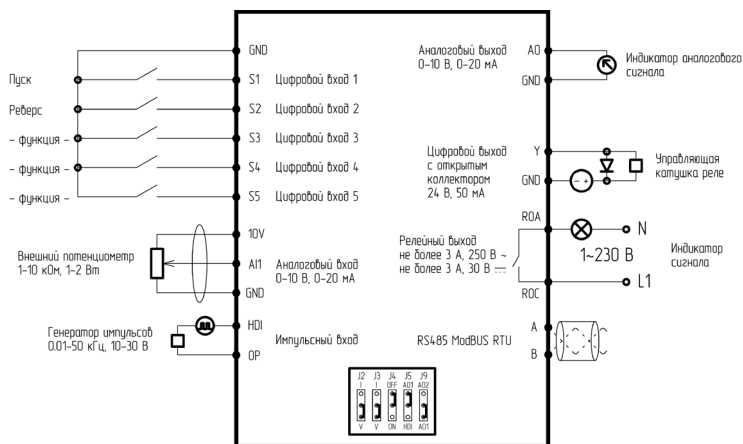 GND
Пуск
S1 Цифровой вход 1
Реверс
S2 Цифровой вход 2
- функция -
S3 Цифровой вход 3
- функция -
S4 Цифровой вход 4
- функция -
S5 Цифровой вход 5
10V
Внешний потенциометр
1-10 кОм, 1-2 Вт
AI1
Аналоговый вход
0-10 В, 0-20 мА
GND
Генератор импульсов
0.01-50 кГц, 10-30 В
HDI
Импульсный вход
OP
Аналоговый выход
0-10 В, 0-20 мА
AO
GND
Индикатор аналогового
сигнала
Цифровой выход
с открытым
коллектором
24 В, 50 мА
Y
GND
- +
Управляющая
катушка реле
ROA
Релейный выход
не более 3 А, 250 В ~
не более 3 А, 30 В ⎓
ROC
N
1~230 В
L1
Индикатор
сигнала
RS485 ModBUS RTU
A
B
J2 J3 J4 J5 J9
I I OFF AO1 AO2
V V ON HDI AO1